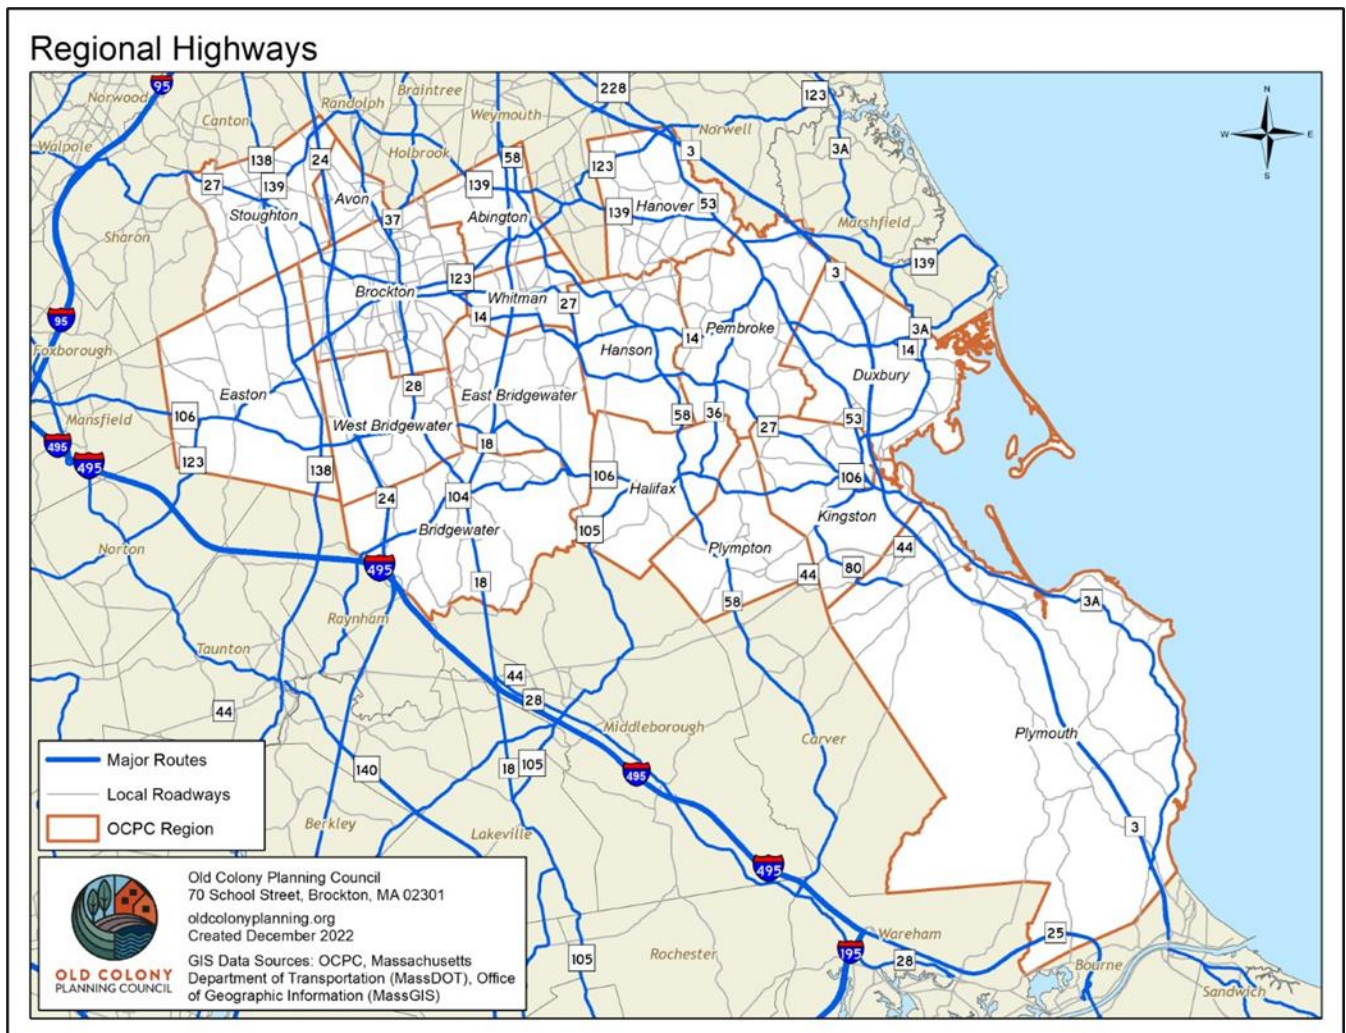 Regional Highways
95
Norwood
Braintree
228
123
N
Randolph
Weymouth
Canton
Norwell
W
E
Walpole
138
24
Holbrook
58
3
3A
S
123
27
139
139
Avon
139
Hanover
53
Stoughton
37
Abington
Marshfield
Sharon
123
3
139
Brockton
Whitman
27
95
14
Pembroke
3A
14
Foxborough
Hanson
14
Duxbury
28
Easton
East Bridgewater
106
58
36
53
Mansfield
West Bridgewater
27
495
18
495
123
138
106
106
Halifax
24
104
Kingston
Bridgewater
105
Norton
Plympton
44
495
44
80
18
58
3A
Raynham
Taunton
44
28
44
Middleborough
Plymouth
Carver
Major Routes
18
105
140
495
Local Roadways
OCPC Region
Berkley
Lakeville
3
495
Old Colony Planning Council
70 School Street, Brockton, MA 02301
oldcolonyplanning.org
Created December 2022
GIS Data Sources: OCPC, Massachusetts
Department of Transportation (MassDOT), Office
of Geographic Information (MassGIS)
OLD COLONY
PLANNING COUNCIL
105
Rochester
Wareham
25
195
28
Bourne
Sandwich